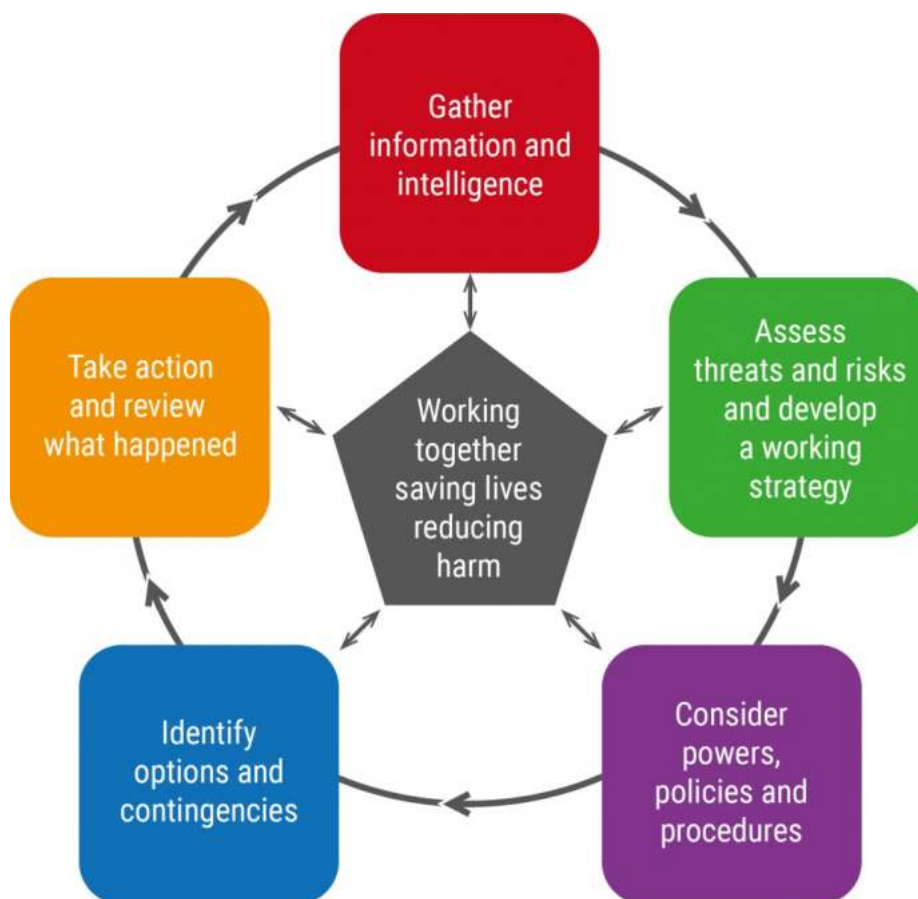 Gather
information and
intelligence
Assess
threats and risks
and develop
a working
strategy
Consider
powers,
policies and
procedures
Identify
options and
contingencies
Take action
and review
what happened
Working
together
saving lives
reducing
harm